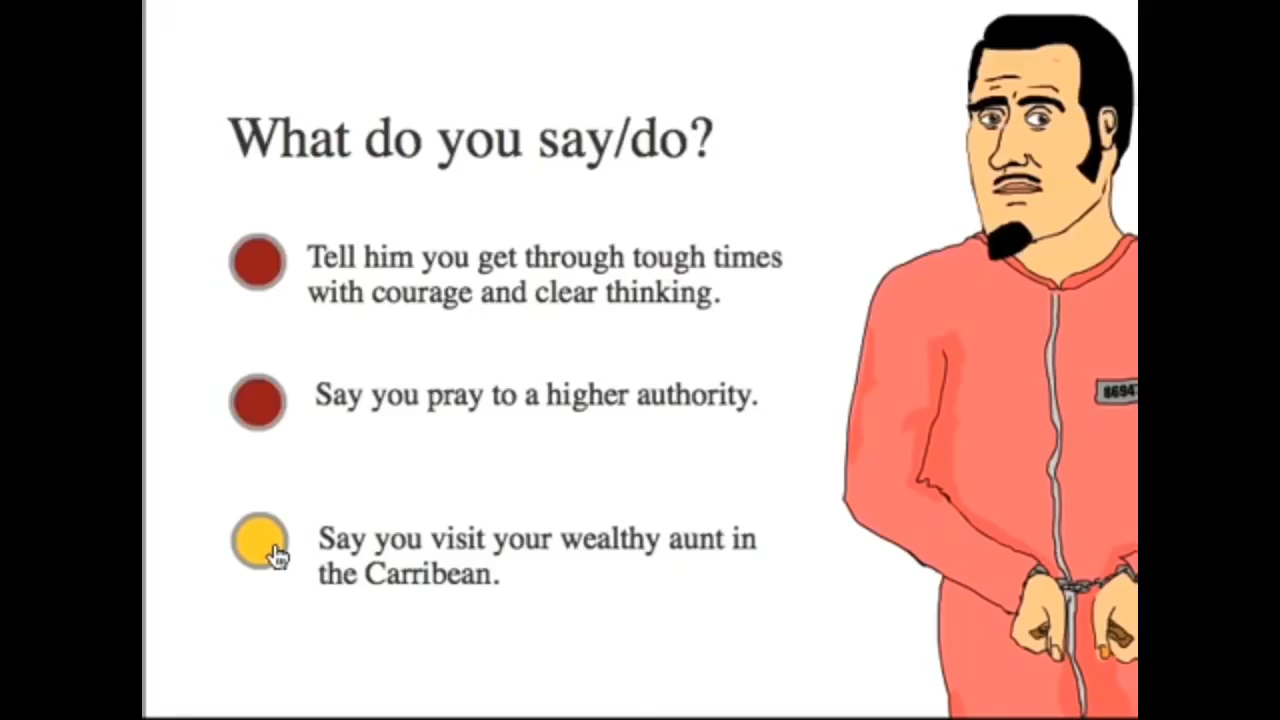 What do you say/do?
Tell him you get through tough times
with courage and clear thinking.
Say you pray to a higher authority.
Say you visit your wealthy aunt in
the Carribean.
8694